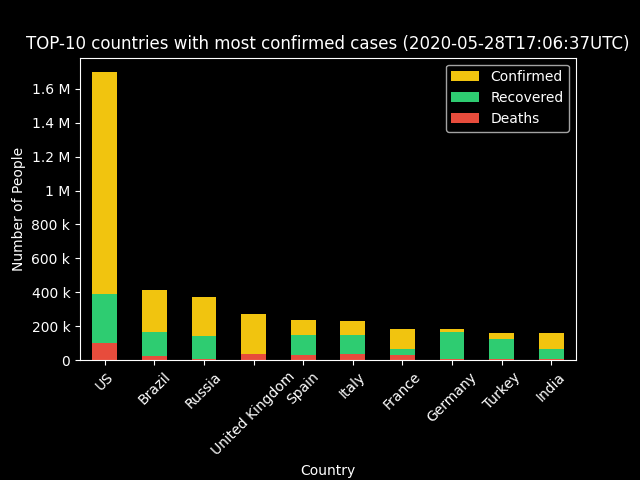 TOP-10 countries with most confirmed cases (2020-05-28T17:06:37UTC)
Confirmed
Recovered
Deaths
Number of People
1.6 M
1.4 M
1.2 M
1 M
800 k
600 k
400 k
200 k
0
US
Brazil
Russia
United Kingdom
Spain
Italy
France
Germany
Turkey
India
Country